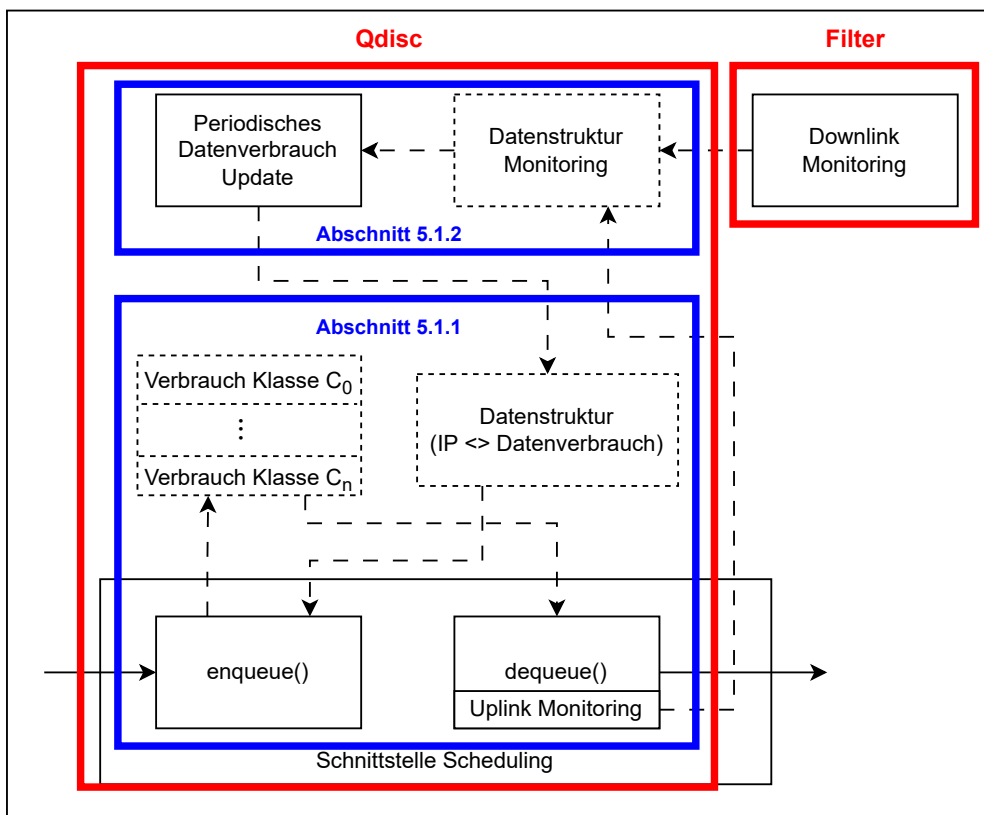 Qdisc
Filter
Periodisches
Datenverbrauch
Update
Datenstruktur
Monitoring
Downlink
Monitoring
Abschnitt 5.1.2
Abschnitt 5.1.1
Verbrauch Klasse C₀
⋮
Verbrauch Klasse Cₙ
Datenstruktur
(IP <> Datenverbrauch)
enqueue()
dequeue()
Uplink Monitoring
Schnittstelle Scheduling